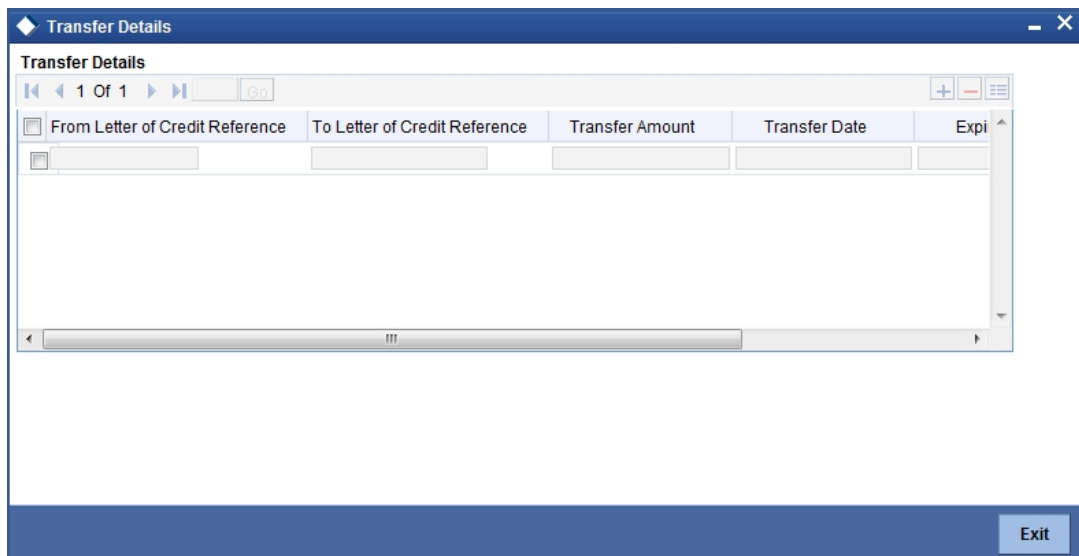 Transfer Details
Transfer Details
1 Of 1 Go
From Letter of Credit Reference To Letter of Credit Reference Transfer Amount Transfer Date Expi
Exit